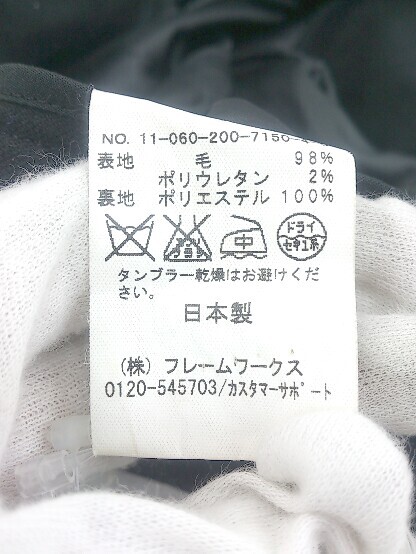 NO. 11-060-200-7150-
表地 毛 98%
ポリウレタン 2%
裏地 ポリエステル 100%
中 ドライ セキユ系
タンブラー乾燥はお避けくだ
さい。
日本製
(株) フレームワークス
0120-545703/カスタマーサポート